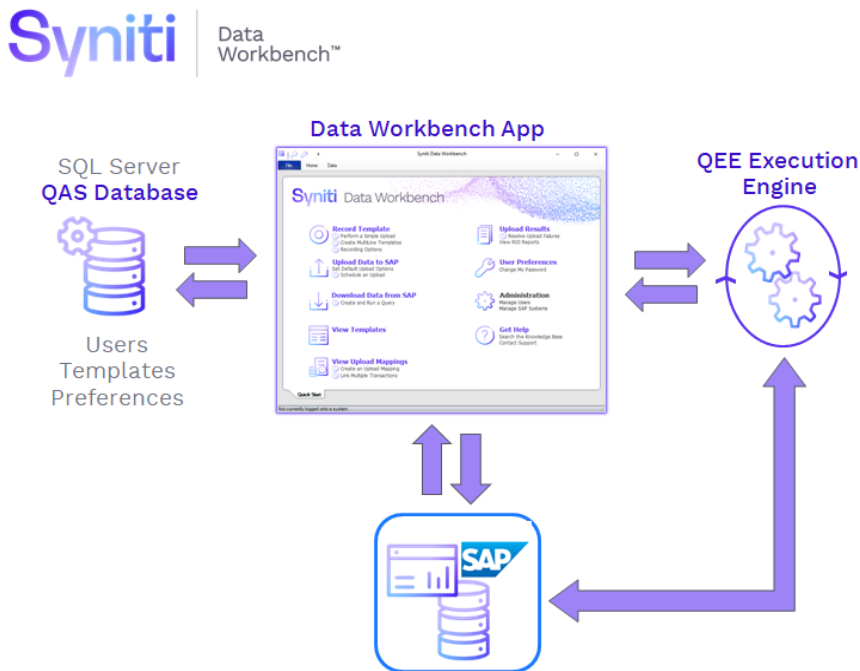 Syniti
Data
Workbench™
Data Workbench App
SQL Server
QAS Database
QEE Execution
Engine
Syniti Data Workbench
File
Home
Data
Syniti Data Workbench
Record Template
Perform a Simple Upload
Create MultiLine Templates
Recording Options
Upload Data to SAP
Set Default Upload Options
Schedule an Upload
Download Data from SAP
Create and Run a Query
View Templates
View Upload Mappings
Create an Upload Mapping
Link Multiple Transactions
Upload Results
Resolve Upload Failures
View ROI Reports
User Preferences
Change My Password
Administration
Manage Users
Manage SAP Systems
Get Help
Search the Knowledge Base
Contact Support
Quick Start
Not currently logged onto a system
Users
Templates
Preferences
SAP